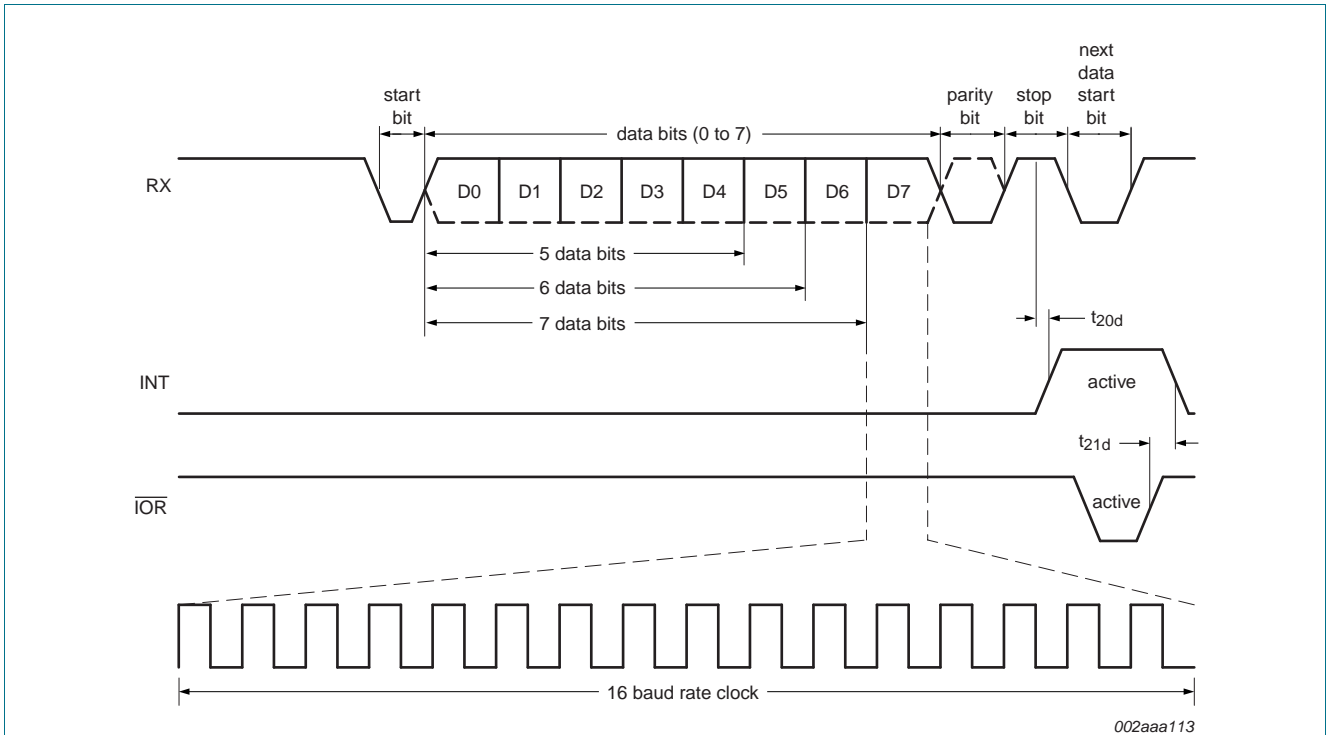 next
data
start
bit
start
bit
parity
bit
stop
bit
data bits (0 to 7)
RX
D0 D1 D2 D3 D4 D5 D6 D7
5 data bits
6 data bits
7 data bits
t20d
INT
active
t21d
IOR
active
16 baud rate clock
002aaa113